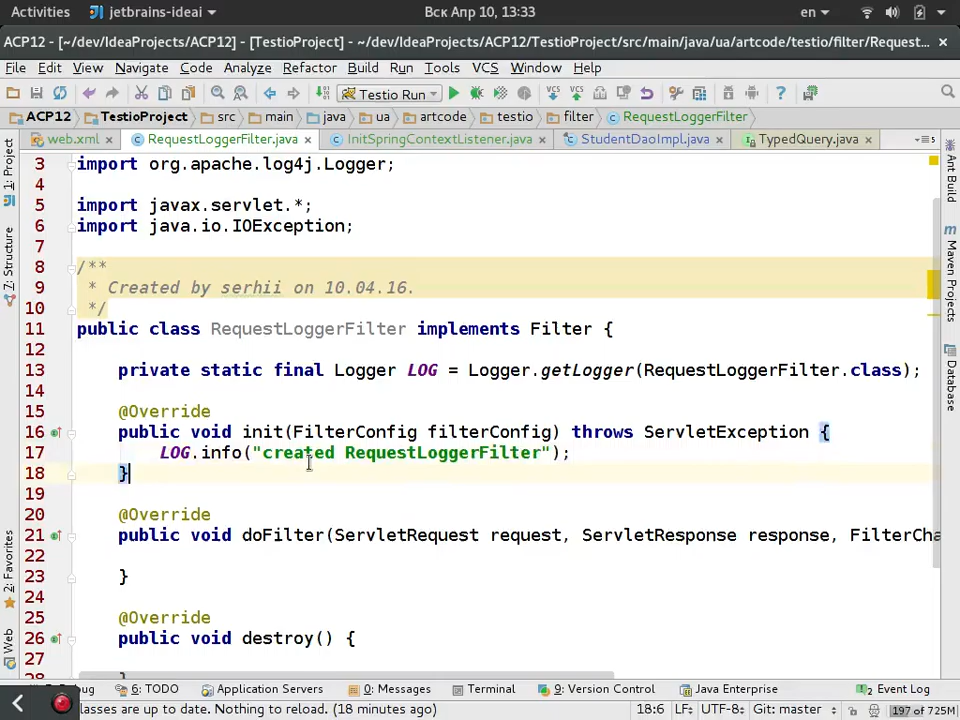 Activities jetbrains-ideai Вск Апр 10, 13:33 en
ACP12 - [~/dev/IdeaProjects/ACP12] - [TestioProject] - ~/dev/IdeaProjects/ACP12/TestioProject/src/main/java/ua/artcode/testio/filter/Request...
File Edit View Navigate Code Analyze Refactor Build Run Tools VCS Window Help
Testio Run VCS VCS
ACP12 TestioProject src main java ua artcode testio filter RequestLoggerFilter
web.xml RequestLoggerFilter.java InitSpringContextListener.java StudentDaoImpl.java TypedQuery.java 5
3 import org.apache.log4j.Logger;
4
5 import javax.servlet.*;
6 import java.io.IOException;
7
8 /**
9 * Created by serhii on 10.04.16.
10 */
11 public class RequestLoggerFilter implements Filter {
12
13 private static final Logger LOG = Logger.getLogger(RequestLoggerFilter.class);
14
15 @Override
16 public void init(FilterConfig filterConfig) throws ServletException {
17 LOG.info("created RequestLoggerFilter");
18 }
19
20 @Override
21 public void doFilter(ServletRequest request, ServletResponse response, FilterCha
22
23 }
24
25 @Override
26 public void destroy() {
27
28
1: Project
7: Structure
2: Favorites
Web
Ant Build
Maven Projects
Database
bug 6: TODO Application Servers 0: Messages Terminal 9: Version Control Java Enterprise 2 Event Log
lasses are up to date. Nothing to reload. (18 minutes ago) 18:6 LF UTF-8 Git: master 197 of 725M